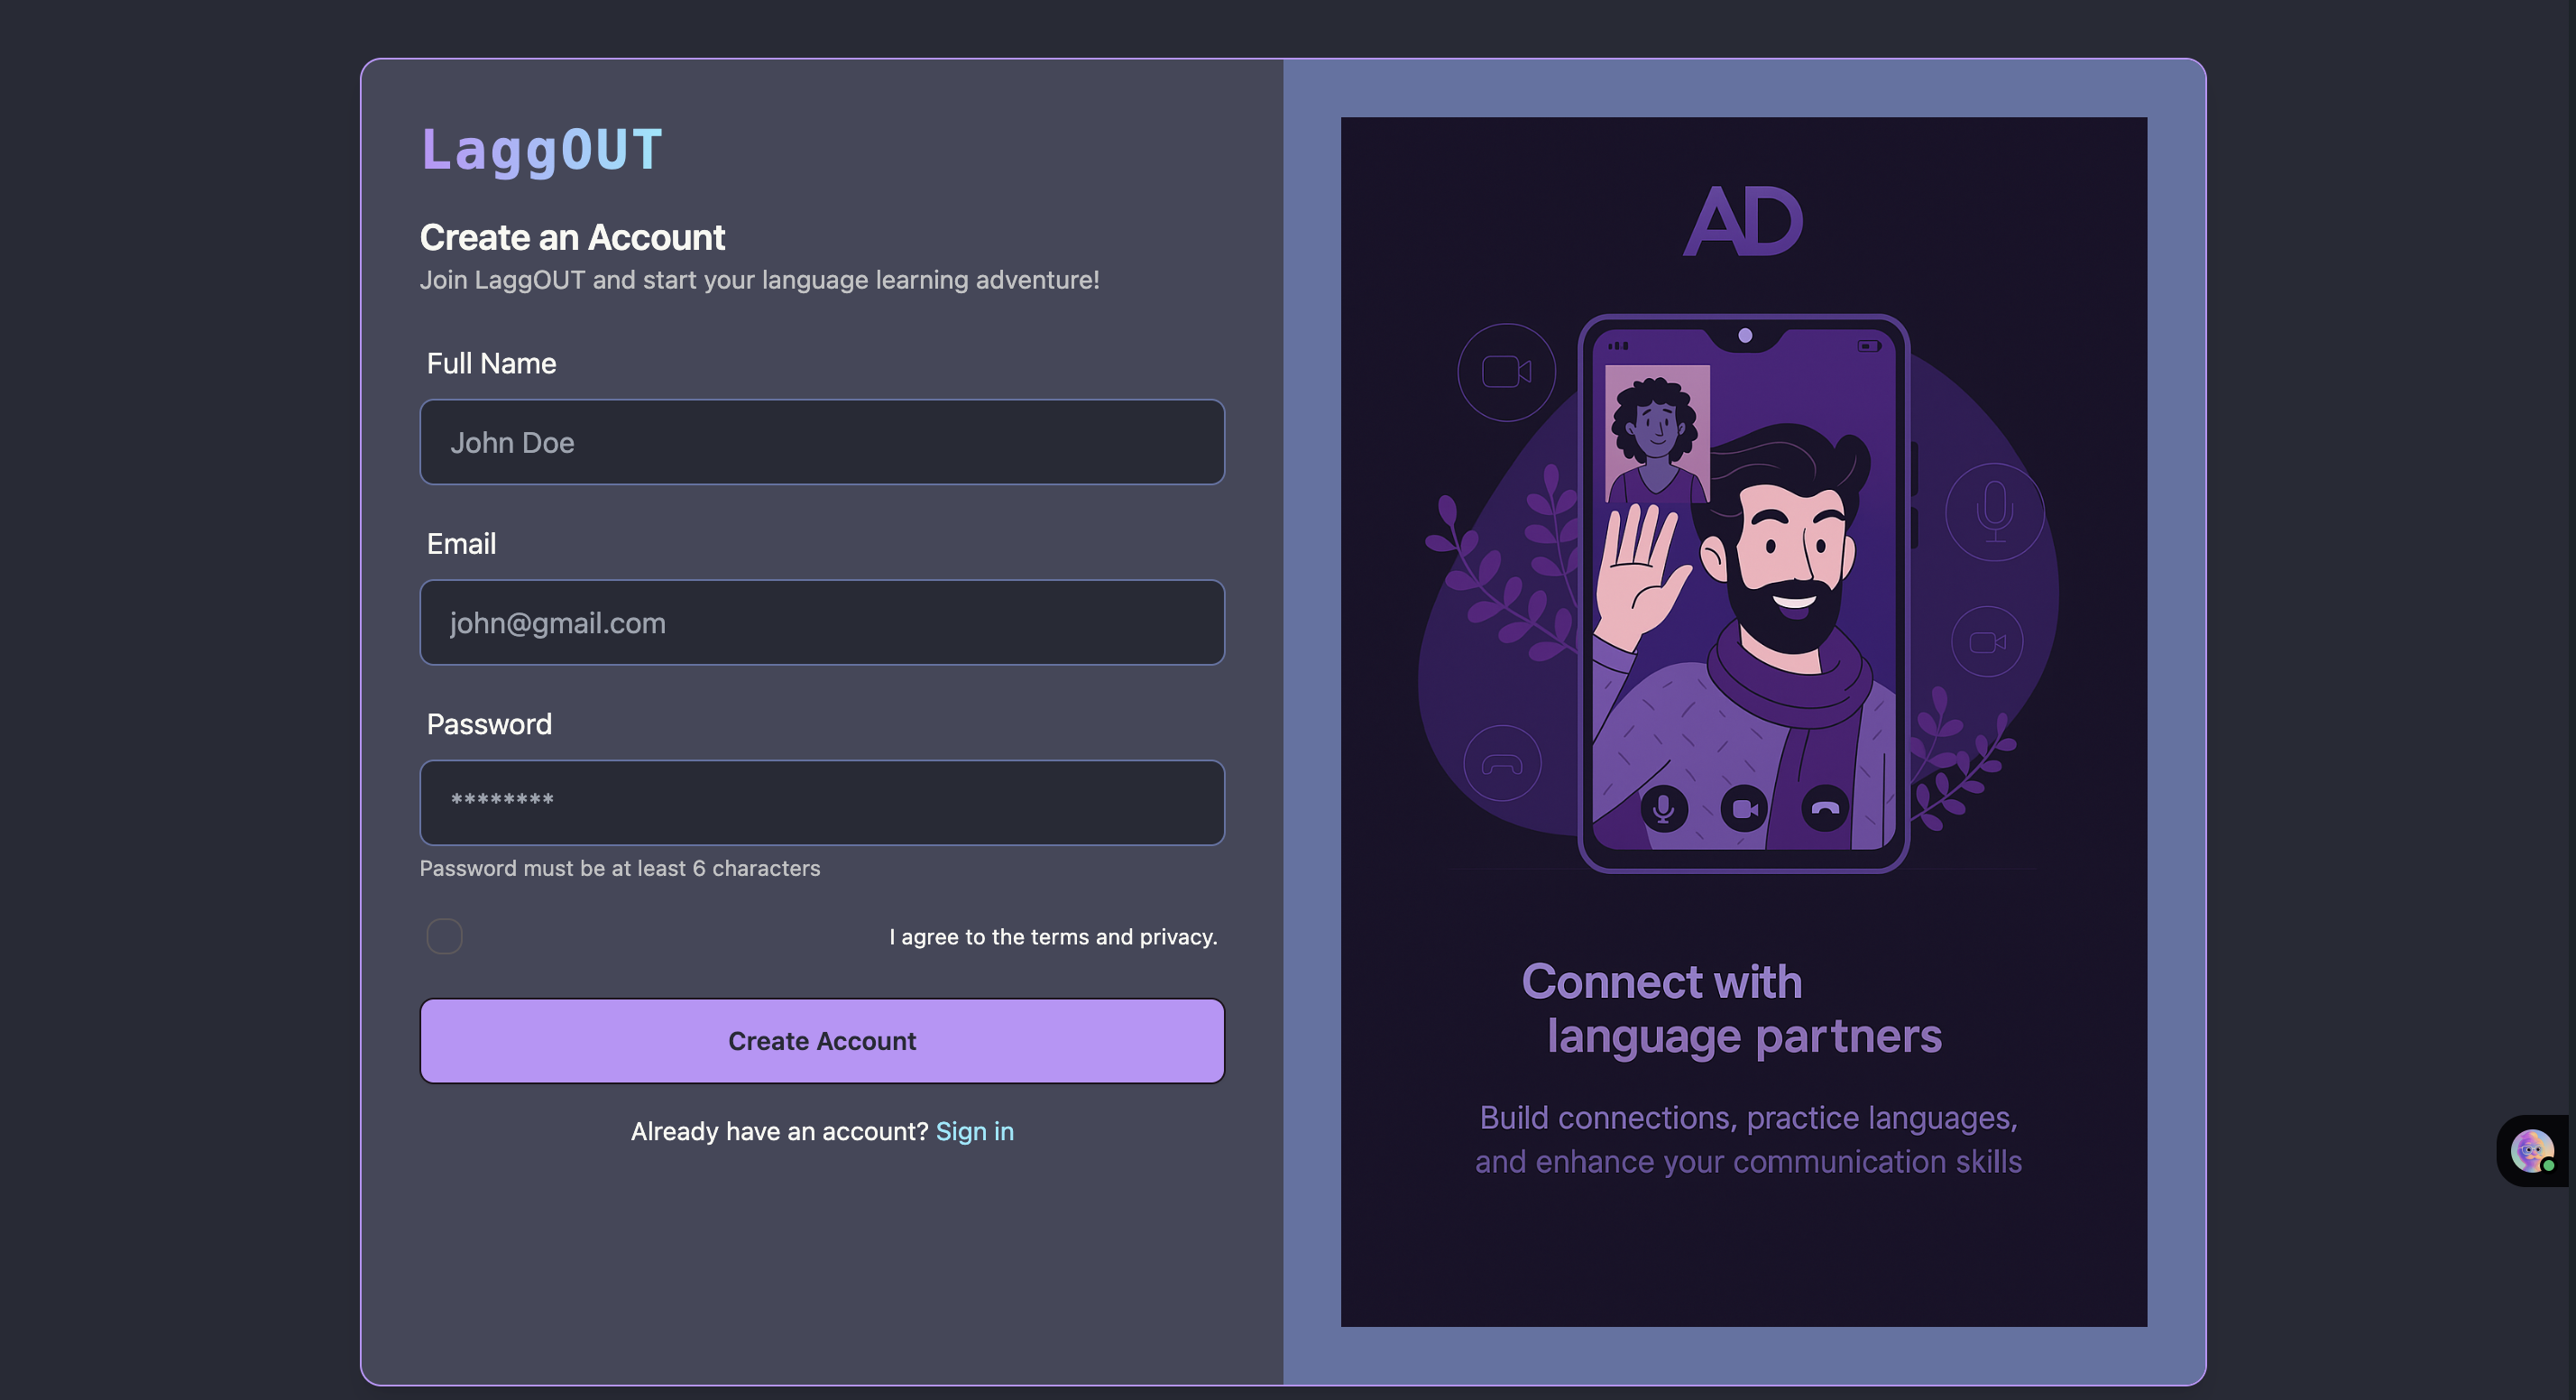 LaggOUT
Create an Account
Join LaggOUT and start your language learning adventure!
Full Name
John Doe
Email
john@gmail.com
Password
********
Password must be at least 6 characters
I agree to the terms and privacy.
Create Account
Already have an account? Sign in
AD
Connect with
language partners
Build connections, practice languages,
and enhance your communication skills